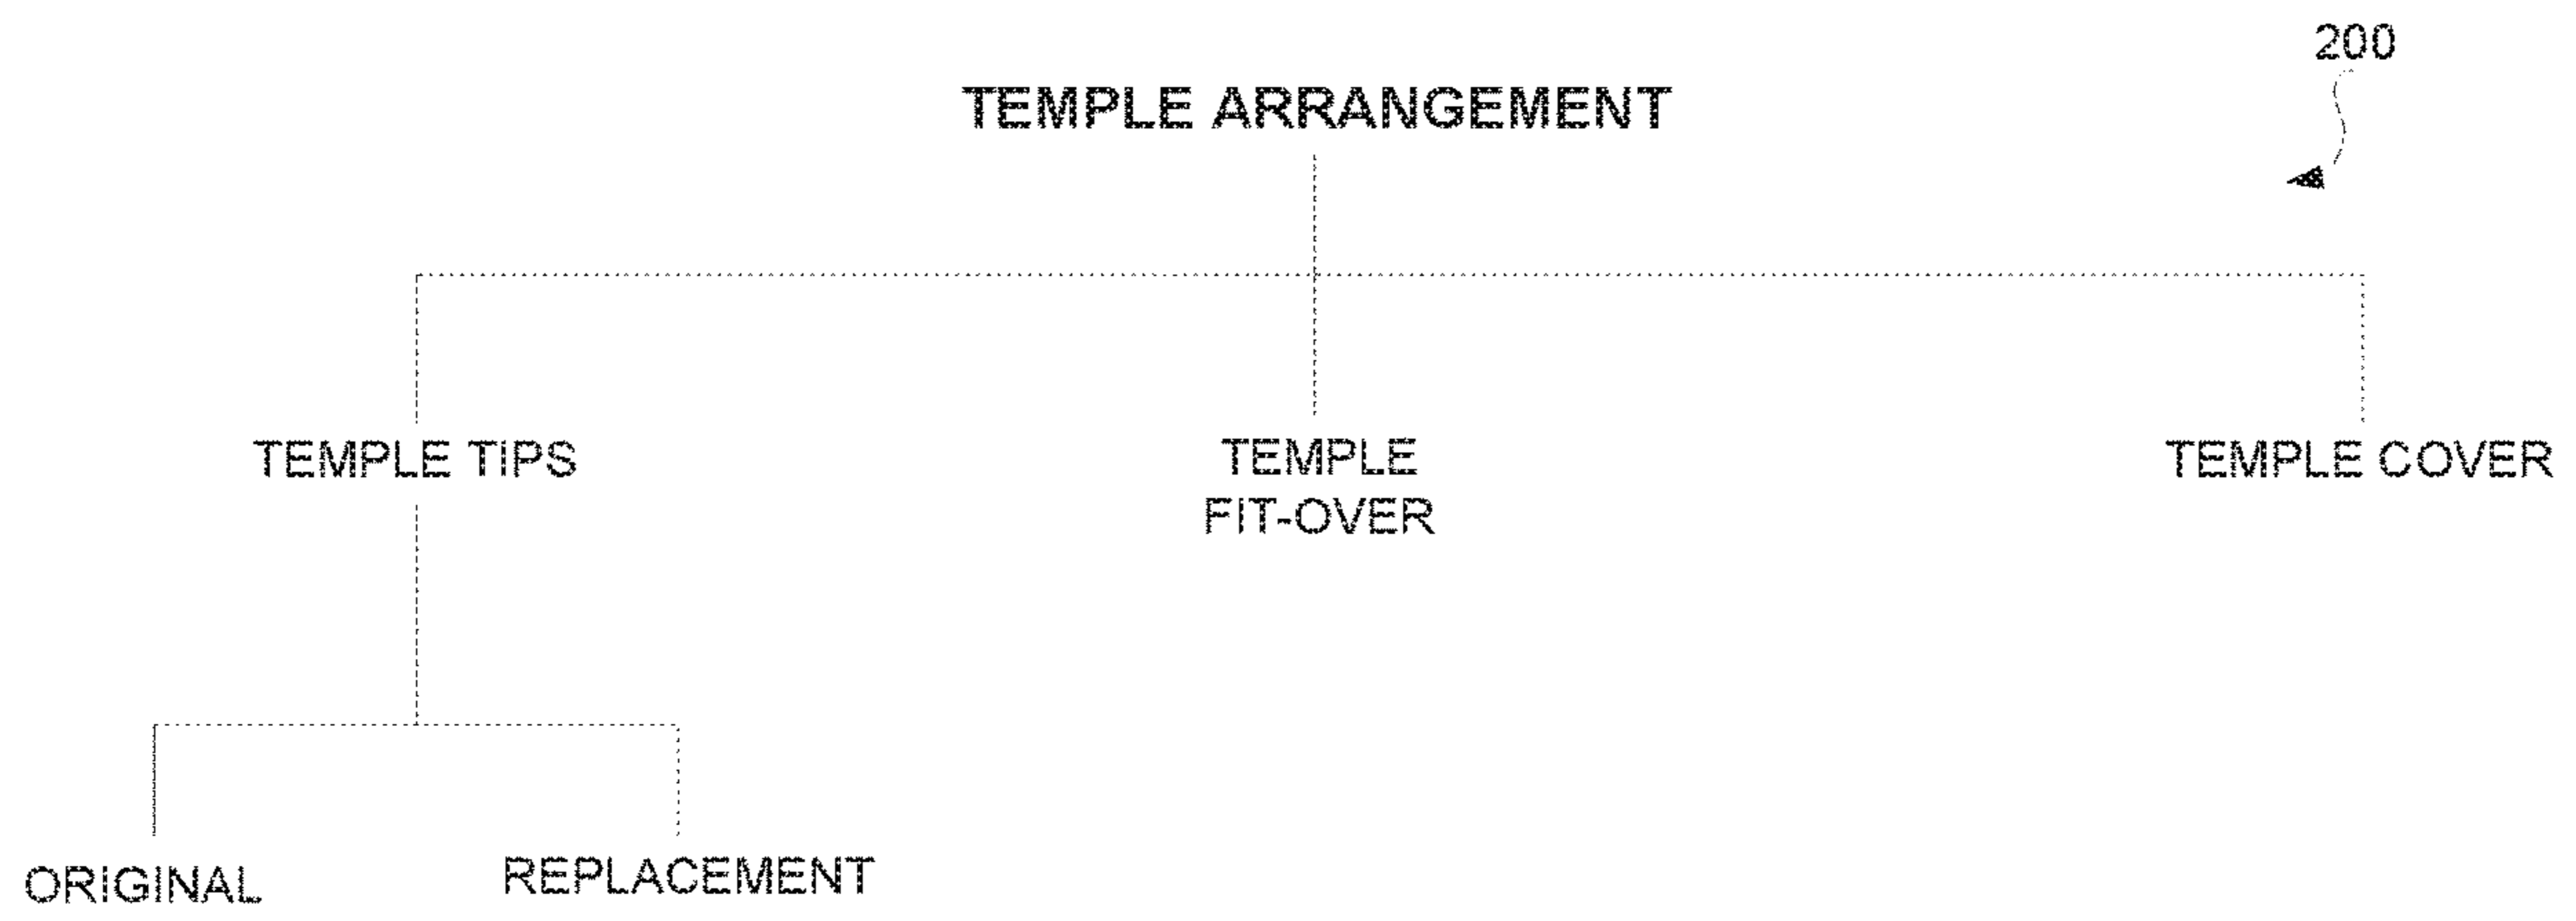 200
TEMPLE ARRANGEMENT
TEMPLE TIPS
TEMPLE
FIT-OVER
TEMPLE COVER
ORIGINAL
REPLACEMENT